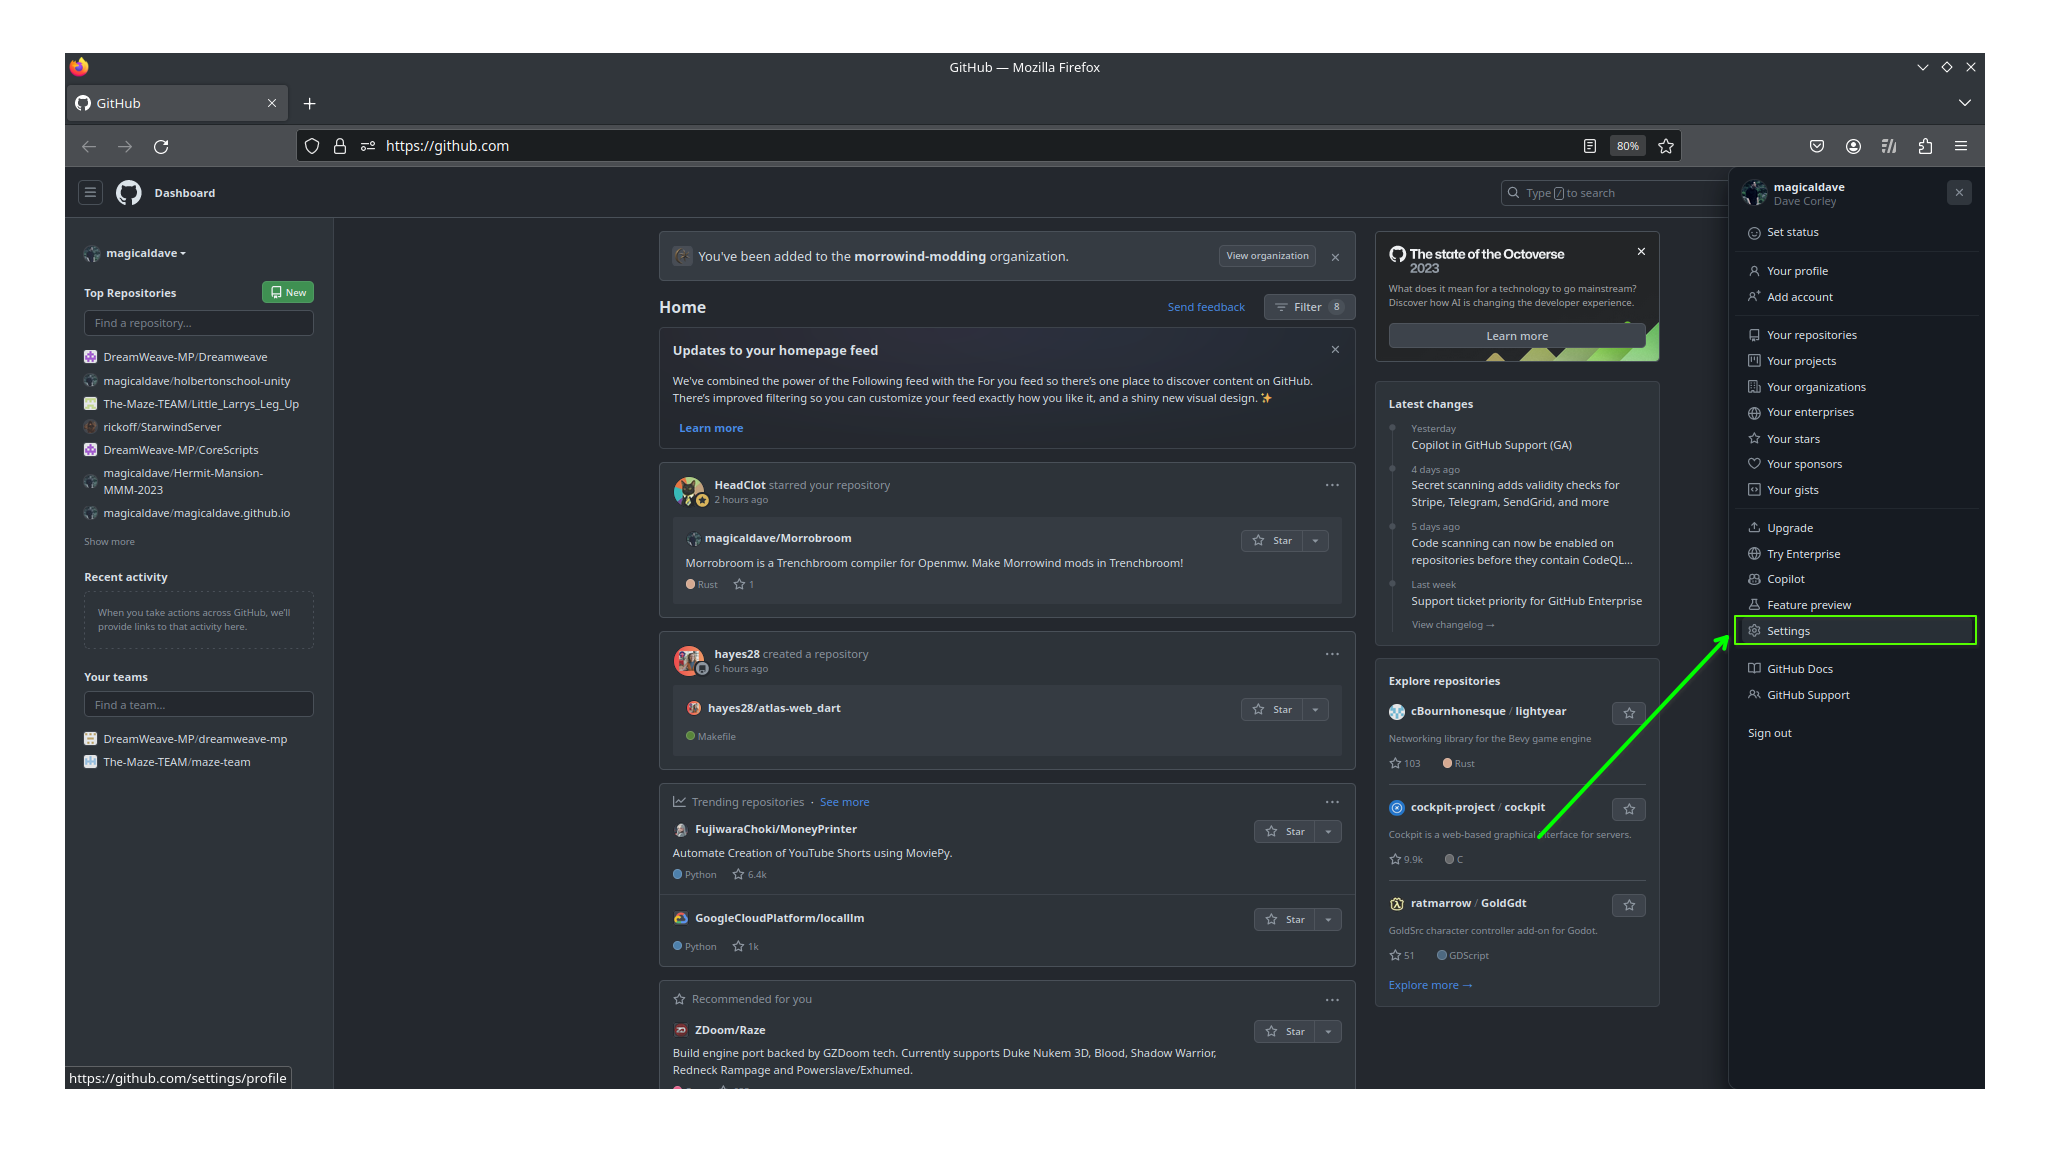 GitHub — Mozilla Firefox
GitHub
https://github.com
80%
Dashboard
Type / to search
magicaldave
Top Repositories
New
Find a repository...
DreamWeave-MP/Dreamweave
magicaldave/holbertonschool-unity
The-Maze-TEAM/Little_Larrys_Leg_Up
rickoff/StarwindServer
DreamWeave-MP/CoreScripts
magicaldave/Hermit-Mansion-
MMM-2023
magicaldave/magicaldave.github.io
Show more
Recent activity
When you take actions across GitHub, we'll
provide links to that activity here.
Your teams
Find a team...
DreamWeave-MP/dreamweave-mp
The-Maze-TEAM/maze-team
https://github.com/settings/profile
You've been added to the morrowind-modding organization.
View organization
Home
Send feedback
Filter 8
Updates to your homepage feed
We've combined the power of the Following feed with the For you feed so there's one place to discover content on GitHub.
There's improved filtering so you can customize your feed exactly how you like it, and a shiny new visual design. ✨
Learn more
HeadClot starred your repository
2 hours ago
magicaldave/Morrobroom
Star
Morrobroom is a Trenchbroom compiler for Openmw. Make Morrowind mods in Trenchbroom!
Rust 1
hayes28 created a repository
6 hours ago
hayes28/atlas-web_dart
Star
Makefile
Trending repositories · See more
FujiwaraChoki/MoneyPrinter
Star
Automate Creation of YouTube Shorts using MoviePy.
Python 6.4k
GoogleCloudPlatform/localllm
Star
Python 1k
Recommended for you
ZDoom/Raze
Star
Build engine port backed by GZDoom tech. Currently supports Duke Nukem 3D, Blood, Shadow Warrior,
Redneck Rampage and Powerslave/Exhumed.
The state of the Octoverse
2023
What does it mean for a technology to go mainstream?
Discover how AI is changing the developer experience.
Learn more
Latest changes
Yesterday
Copilot in GitHub Support (GA)
4 days ago
Secret scanning adds validity checks for
Stripe, Telegram, SendGrid, and more
5 days ago
Code scanning can now be enabled on
repositories before they contain CodeQL...
Last week
Support ticket priority for GitHub Enterprise
View changelog →
Explore repositories
cBournhonesque / lightyear
Networking library for the Bevy game engine
103 Rust
cockpit-project / cockpit
Cockpit is a web-based graphical interface for servers.
9.9k C
ratmarrow / GoldGdt
GoldSrc character controller add-on for Godot.
51 GDScript
Explore more →
magicaldave
Dave Corley
Set status
Your profile
Add account
Your repositories
Your projects
Your organizations
Your enterprises
Your stars
Your sponsors
Your gists
Upgrade
Try Enterprise
Copilot
Feature preview
Settings
GitHub Docs
GitHub Support
Sign out